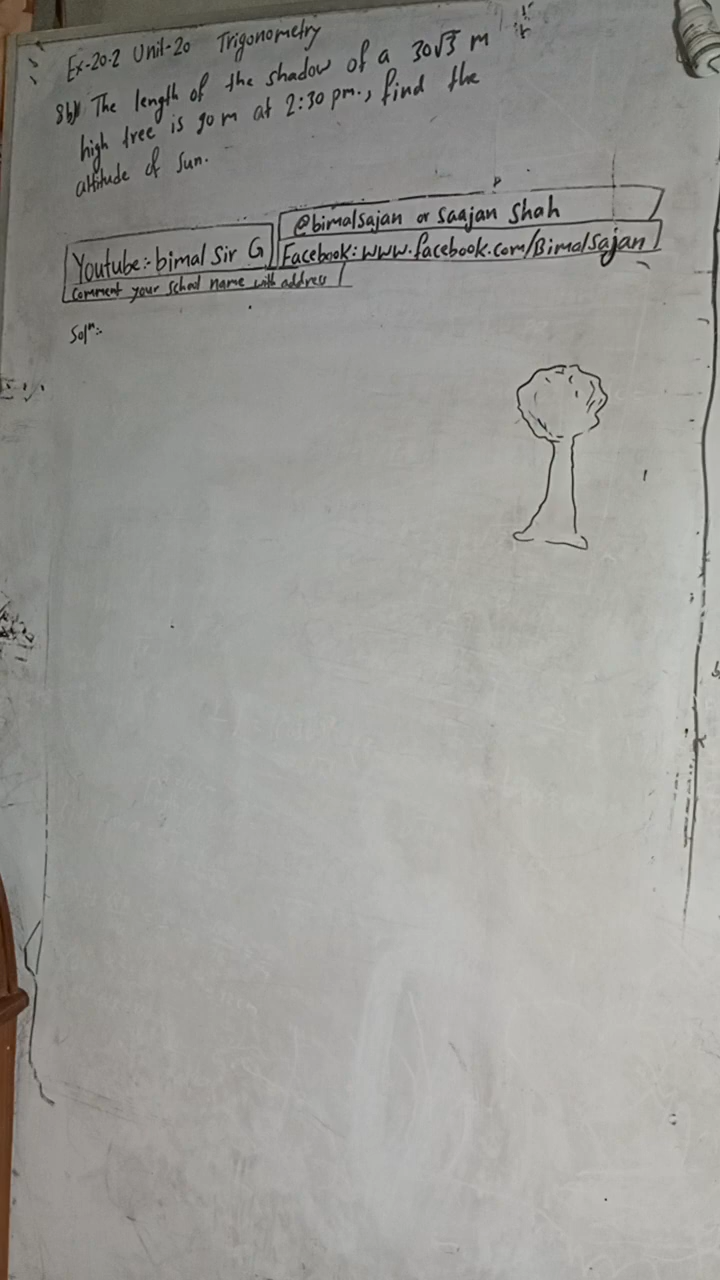 Ex-20.2 Unit-20 Trigonometry
8b) The length of the shadow of a 30√3 m
high tree is 90 m at 2:30 pm., find the
altitude of sun.
@bimalsajan or Saajan Shah
Youtube:- bimal Sir G
Facebook: www.facebook.com/Bimalsajan
Comment your school name with address
Solⁿ:-